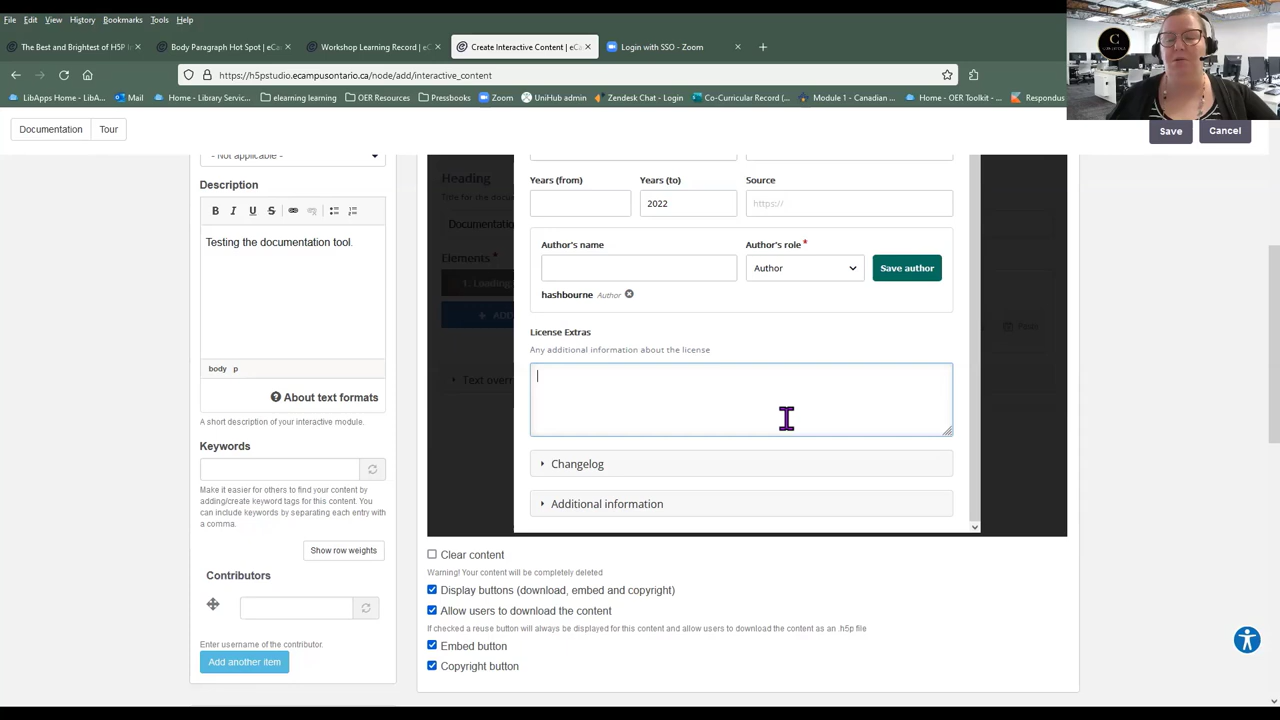 File Edit View History Bookmarks Tools Help
The Best and Brightest of H5P In
Body Paragraph Hot Spot | eCa
Workshop Learning Record | eC
Create Interactive Content | eCa
Login with SSO - Zoom
https://h5pstudio.ecampusontario.ca/node/add/interactive_content
LibApps Home - LibA...
Mail
Home - Library Servic...
elearning learning
OER Resources
Pressbooks
Zoom
UniHub admin
Zendesk Chat - Login
Co-Curricular Record (...
Module 1 - Canadian ...
Home - OER Toolkit - ...
Respondus
Documentation
Tour
Save
Cancel
- Not applicable -
Description
Testing the documentation tool.
body p
About text formats
A short description of your interactive module.
Keywords
Make it easier for others to find your content by
adding/create keyword tags for this content. You
can include keywords by separating each entry with
a comma.
Show row weights
Contributors
Enter username of the contributor.
Add another item
Heading
Elements *
Years (from)
Years (to)
Source
2022
https://
Author's name
Author's role *
Author
Save author
hashbourne Author
License Extras
Any additional information about the license
Changelog
Additional information
Clear content
Warning! Your content will be completely deleted
Display buttons (download, embed and copyright)
Allow users to download the content
If checked a reuse button will always be displayed for this content and allow users to download the content as an .h5p file
Embed button
Copyright button